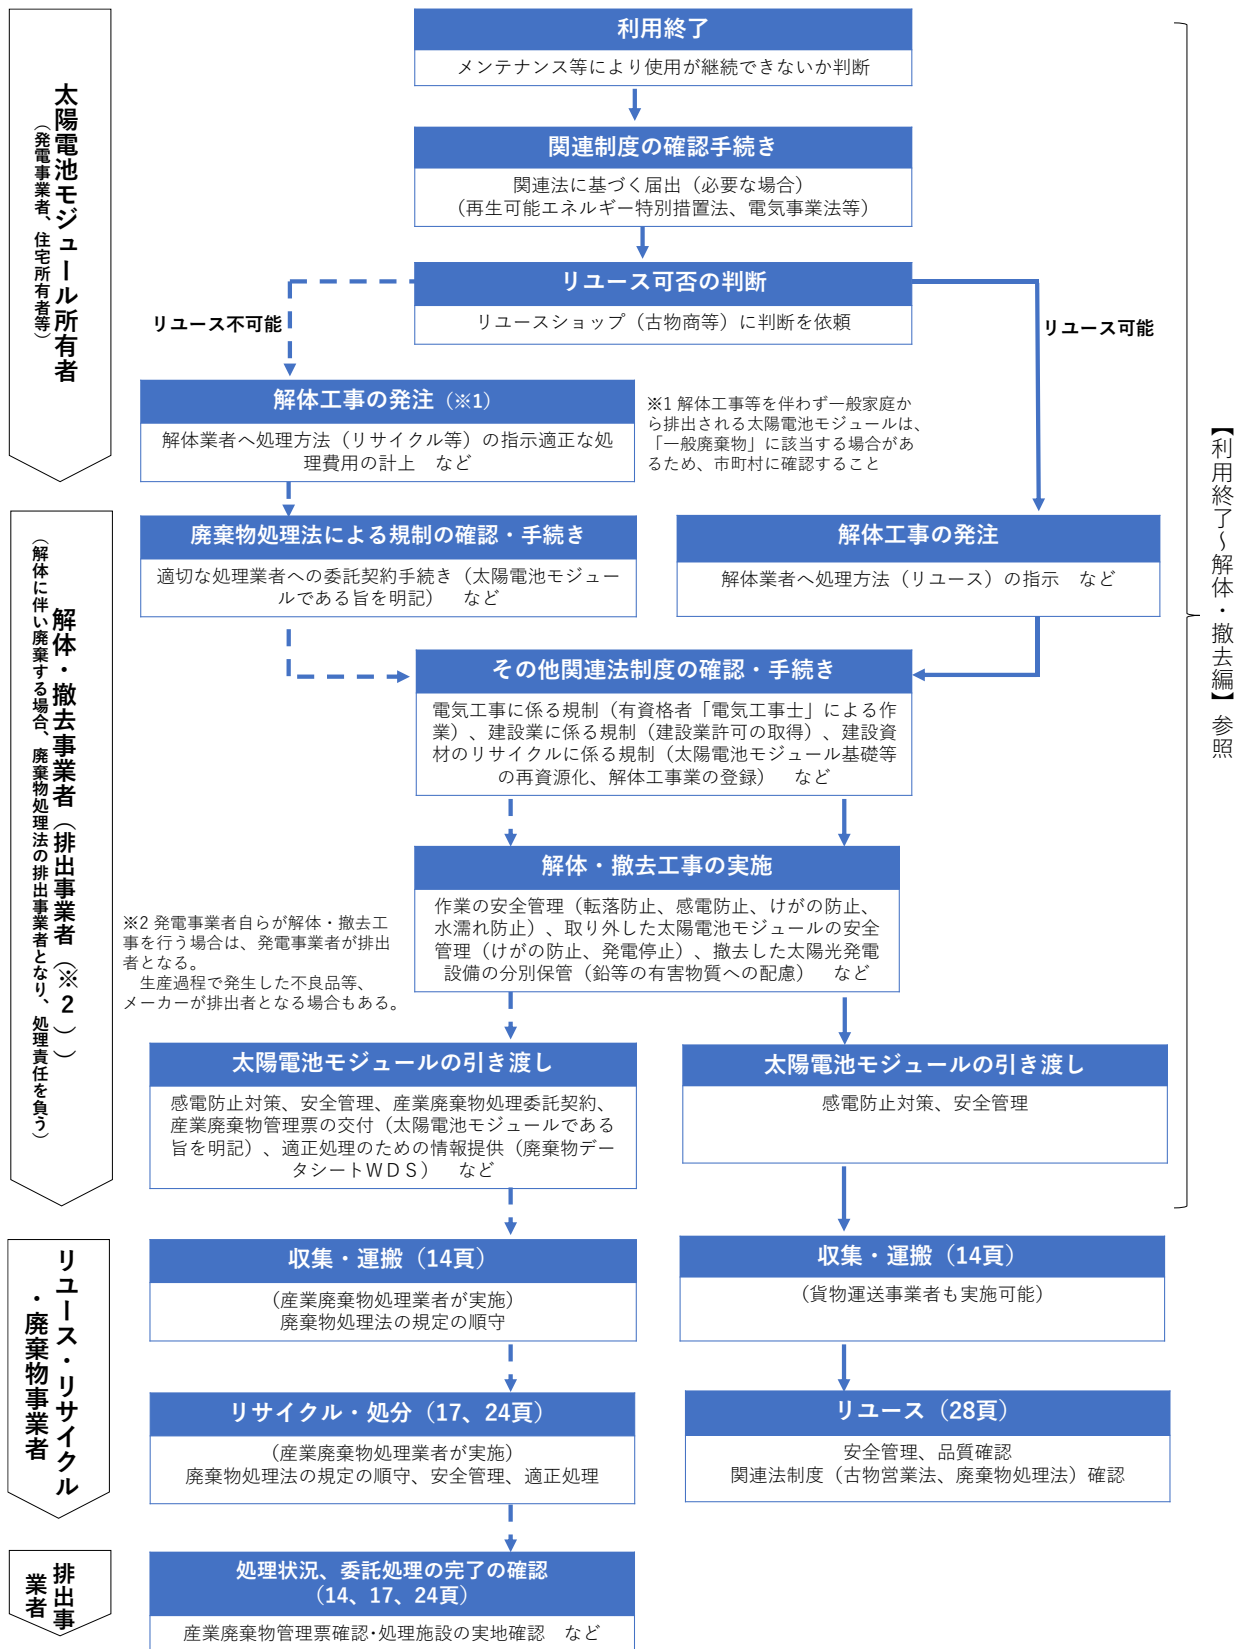 太陽電池モジュール所有者
（発電事業者、住宅所有者等）
利用終了
メンテナンス等により使用が継続できないか判断
関連制度の確認手続き
関連法に基づく届出（必要な場合）
（再生可能エネルギー特別措置法、電気事業法等）
リユース可否の判断
リユースショップ（古物商等）に判断を依頼
リユース不可能
リユース可能
解体工事の発注（※1）
解体業者へ処理方法（リサイクル等）の指示適正な処
理費用の計上　など
※1 解体工事等を伴わず一般家庭か
ら排出される太陽電池モジュールは、
「一般廃棄物」に該当する場合があ
るため、市町村に確認すること
【利用終了～解体・撤去編】参照
解体・撤去事業者（排出事業者（※2））
（解体に伴い廃棄する場合、廃棄物処理法の排出事業者となり、処理責任を負う）
廃棄物処理法による規制の確認・手続き
適切な処理業者への委託契約手続き（太陽電池モジュー
ルである旨を明記）　など
解体工事の発注
解体業者へ処理方法（リユース）の指示　など
その他関連法制度の確認・手続き
電気工事に係る規制（有資格者「電気工事士」による作
業）、建設業に係る規制（建設業許可の取得）、建設資
材のリサイクルに係る規制（太陽電池モジュール基礎等
の再資源化、解体工事業の登録）　など
解体・撤去工事の実施
作業の安全管理（転落防止、感電防止、けがの防止、
水濡れ防止）、取り外した太陽電池モジュールの安全
管理（けがの防止、発電停止）、撤去した太陽光発電
設備の分別保管（鉛等の有害物質への配慮）　など
※2 発電事業者自らが解体・撤去工
事を行う場合は、発電事業者が排出
者となる。
生産過程で発生した不良品等、
メーカーが排出者となる場合もある。
太陽電池モジュールの引き渡し
感電防止対策、安全管理、産業廃棄物処理委託契約、
産業廃棄物管理票の交付（太陽電池モジュールである
旨を明記）、適正処理のための情報提供（廃棄物デー
タシートＷＤＳ）　など
太陽電池モジュールの引き渡し
感電防止対策、安全管理
リユース・リサイクル
・廃棄物事業者
収集・運搬（14頁）
（産業廃棄物処理業者が実施）
廃棄物処理法の規定の順守
収集・運搬（14頁）
（貨物運送事業者も実施可能）
リサイクル・処分（17、24頁）
（産業廃棄物処理業者が実施）
廃棄物処理法の規定の順守、安全管理、適正処理
リユース（28頁）
安全管理、品質確認
関連法制度（古物営業法、廃棄物処理法）確認
排出事
業者
処理状況、委託処理の完了の確認
（14、17、24頁）
産業廃棄物管理票確認・処理施設の実地確認　など